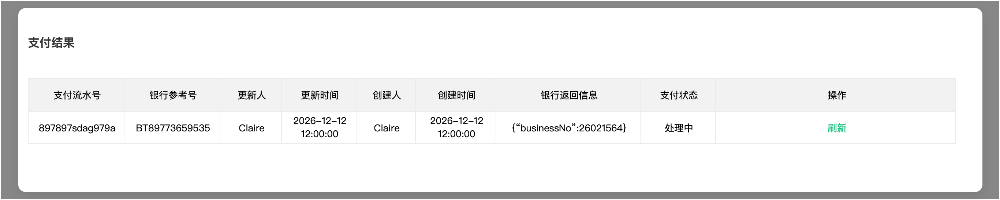 支付结果
支付流水号 银行参考号 更新人 更新时间 创建人 创建时间 银行返回信息 支付状态 操作
897897sdag979a BT89773659535 Claire 2026–12–12 12:00:00 Claire 2026–12–12 12:00:00 {“businessNo”:26021564} 处理中 刷新